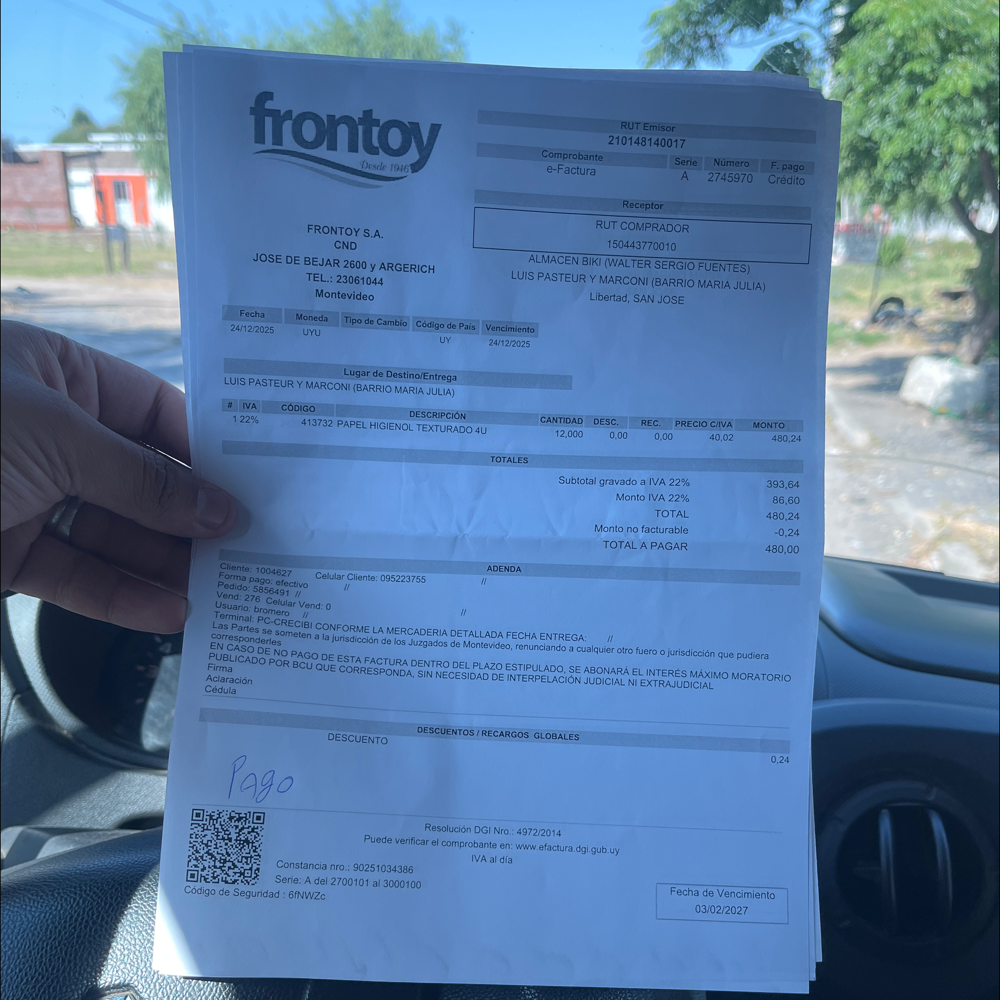 frontoy
Desde 1946
FRONTOY S.A.
CND
JOSE DE BEJAR 2600 y ARGERICH
TEL.: 23061044
Montevideo
RUT Emisor
210148140017
Comprobante Serie Número F. pago
e-Factura A 2745970 Crédito
Receptor
RUT COMPRADOR
150443770010
ALMACEN BIKI (WALTER SERGIO FUENTES)
LUIS PASTEUR Y MARCONI (BARRIO MARIA JULIA)
Libertad, SAN JOSE
Fecha Moneda Tipo de Cambio Código de País Vencimiento
24/12/2025 UYU UY 24/12/2025
Lugar de Destino/Entrega
LUIS PASTEUR Y MARCONI (BARRIO MARIA JULIA)
# IVA CÓDIGO DESCRIPCIÓN CANTIDAD DESC. REC. PRECIO C/IVA MONTO
1 22% 413732 PAPEL HIGIENOL TEXTURADO 4U 12,000 0,00 0,00 40,02 480,24
TOTALES
Subtotal gravado a IVA 22% 393,64
Monto IVA 22% 86,60
TOTAL 480,24
Monto no facturable -0,24
TOTAL A PAGAR 480,00
ADENDA
Cliente: 1004627 Celular Cliente: 095223755 //
Forma pago: efectivo //
Pedido: 5856491 //
Vend: 276 Celular Vend: 0 //
Usuario: bromero //
Terminal: PC-CRECIBI CONFORME LA MERCADERIA DETALLADA FECHA ENTREGA: //
Las Partes se someten a la jurisdicción de los Juzgados de Montevideo, renunciando a cualquier otro fuero o jurisdicción que pudiera
corresponderles
EN CASO DE NO PAGO DE ESTA FACTURA DENTRO DEL PLAZO ESTIPULADO, SE ABONARÁ EL INTERÉS MÁXIMO MORATORIO
PUBLICADO POR BCU QUE CORRESPONDA, SIN NECESIDAD DE INTERPELACIÓN JUDICIAL NI EXTRAJUDICIAL
Firma
Aclaración
Cédula
DESCUENTOS / RECARGOS GLOBALES
DESCUENTO 0,24
Pago
Resolución DGI Nro.: 4972/2014
Puede verificar el comprobante en: www.efactura.dgi.gub.uy
IVA al día
Constancia nro.: 90251034386
Serie: A del 2700101 al 3000100
Código de Seguridad : 6fNWZc
Fecha de Vencimiento
03/02/2027